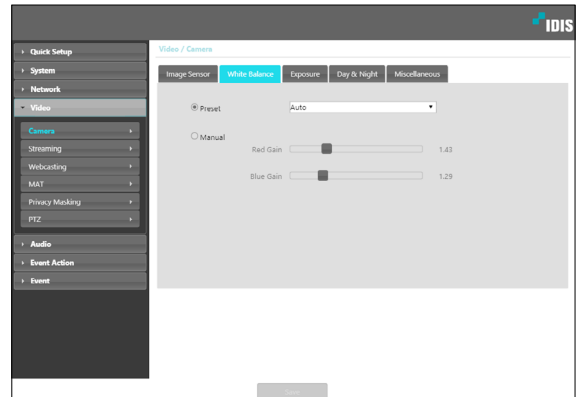 IDIS
Quick Setup
System
Network
Video
Camera
Streaming
Webcasting
MAT
Privacy Masking
PTZ
Audio
Event Action
Event
Video / Camera
Image Sensor White Balance Exposure Day & Night Miscellaneous
Preset Auto
Manual
Red Gain 1.43
Blue Gain 1.29
Save